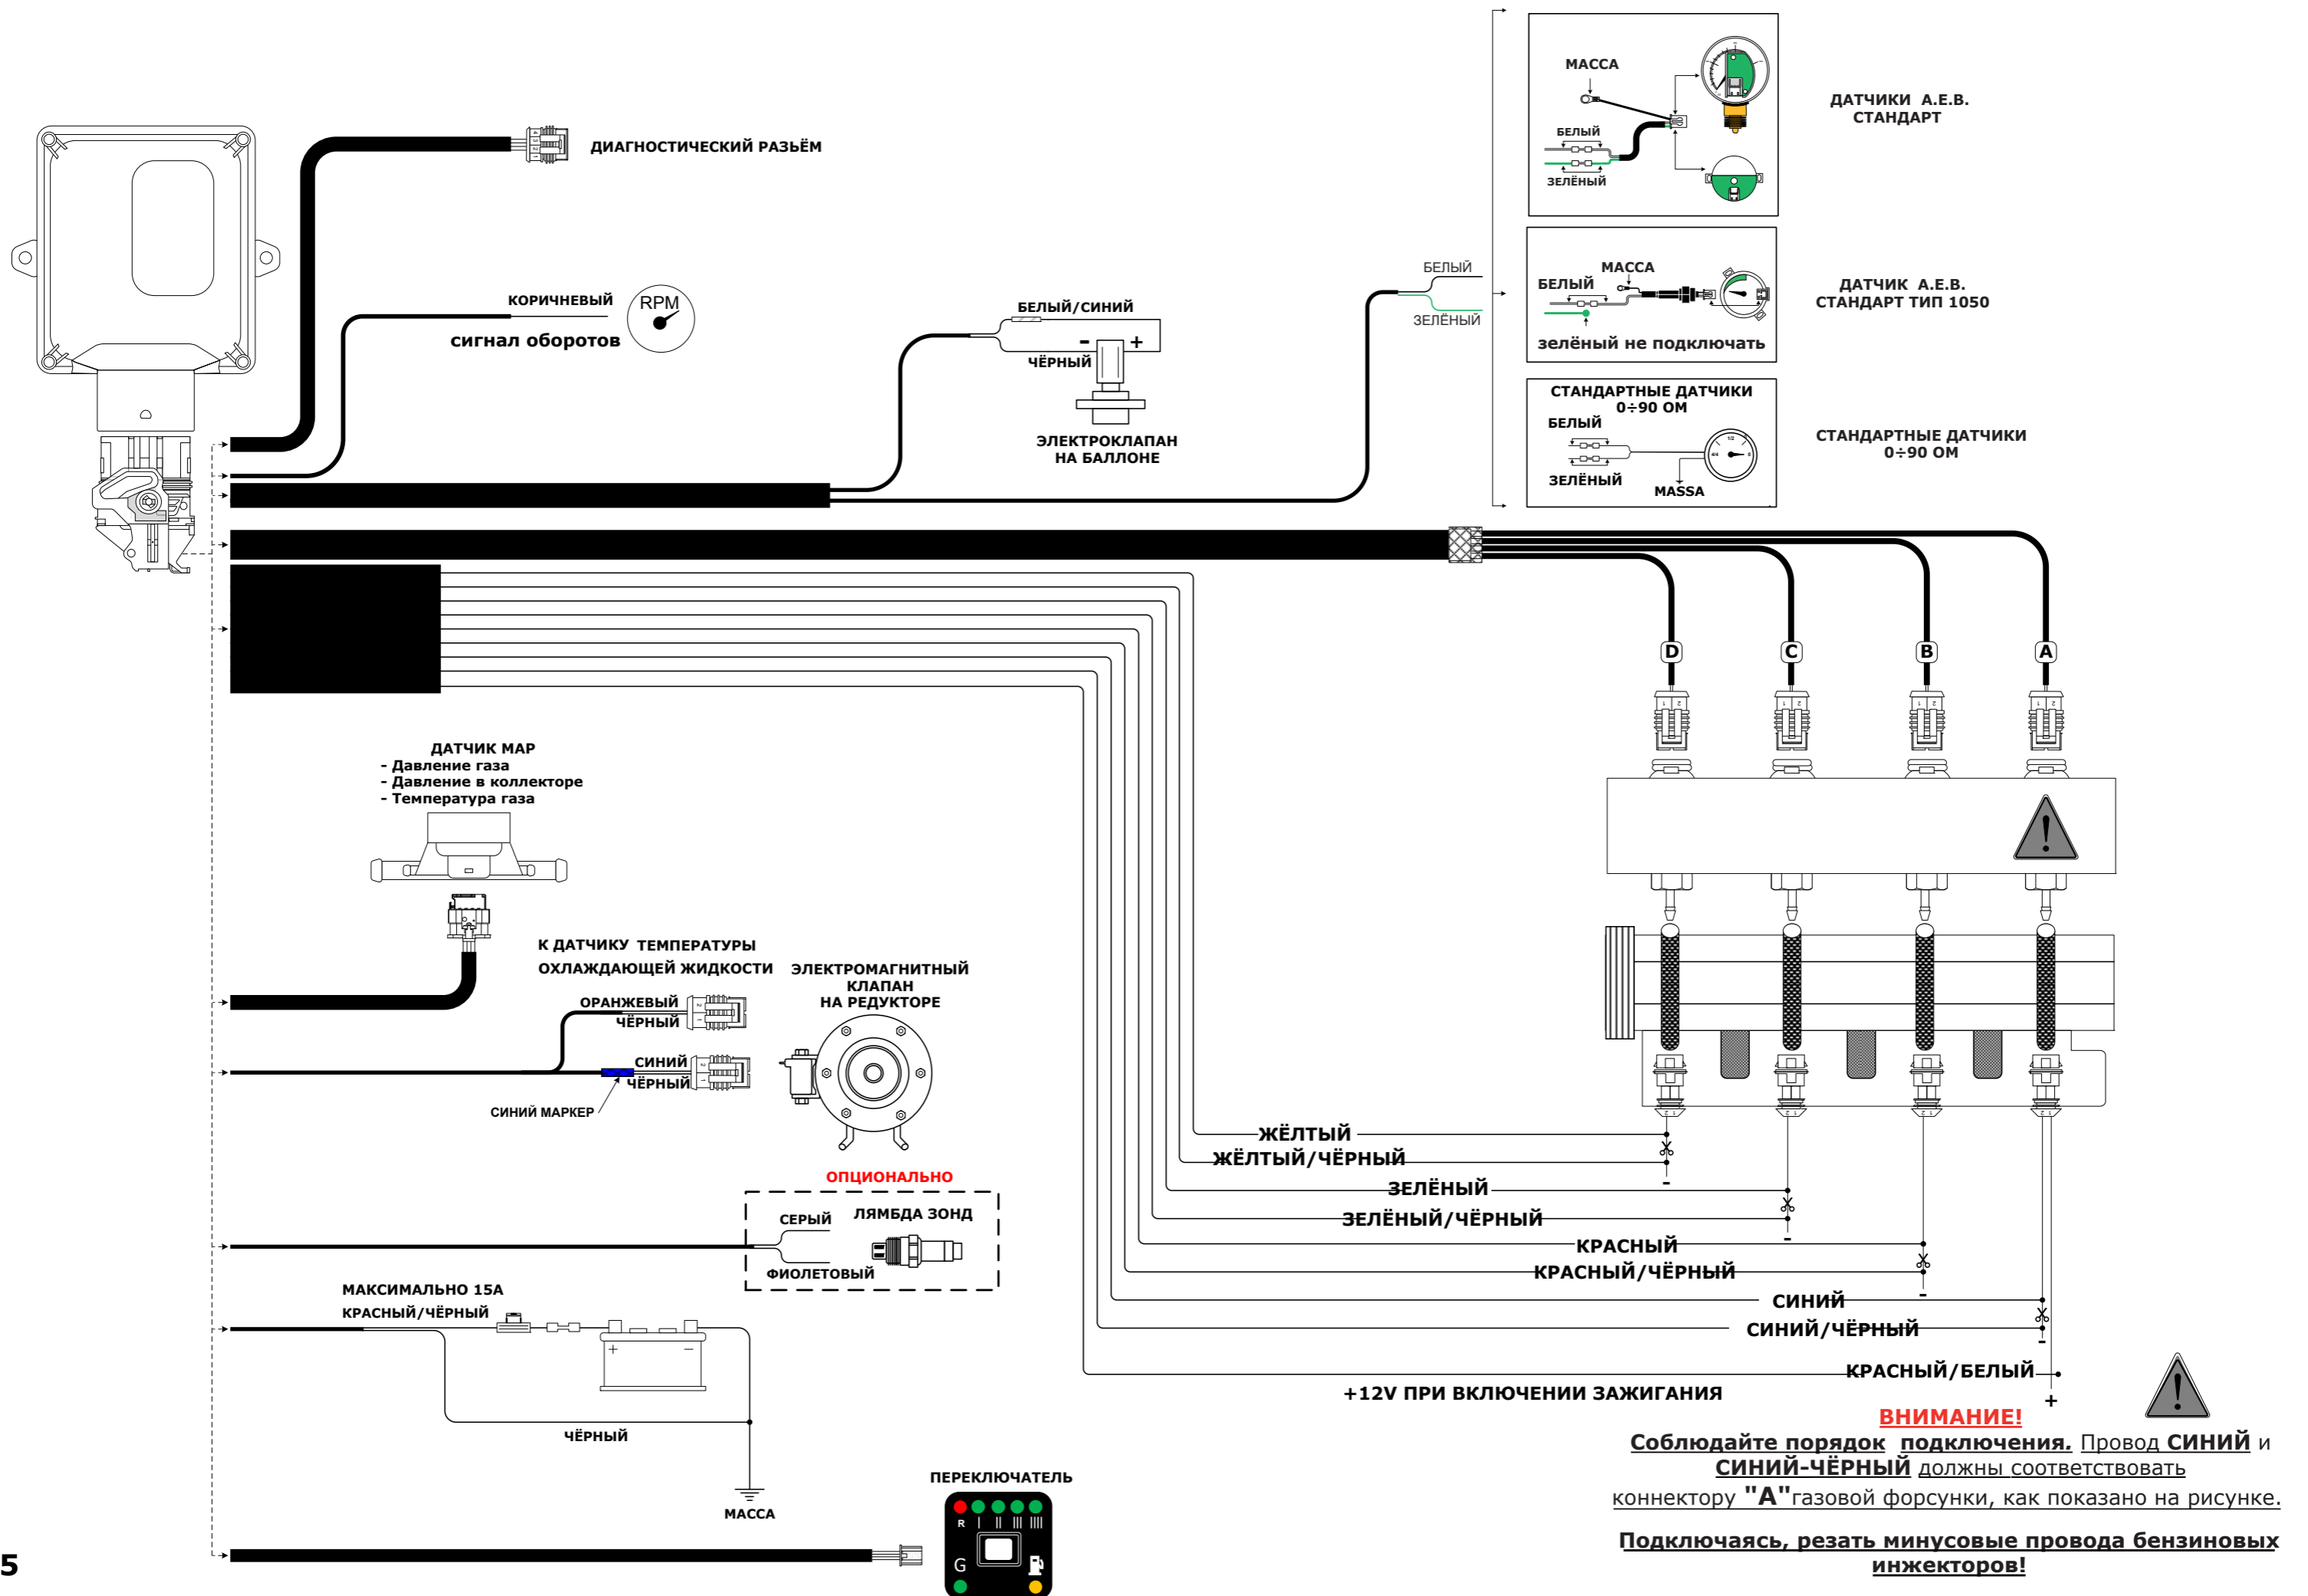 МАССА
БЕЛЫЙ
ЗЕЛЁНЫЙ
ДАТЧИКИ А.Е.В.
СТАНДАРТ
ДИАГНОСТИЧЕСКИЙ РАЗЬЁМ
КОРИЧНЕВЫЙ
RPM
сигнал оборотов
БЕЛЫЙ/СИНИЙ
- +
ЧЁРНЫЙ
ЭЛЕКТРОКЛАПАН
НА БАЛЛОНЕ
БЕЛЫЙ
ЗЕЛЁНЫЙ
МАССА
БЕЛЫЙ
зелёный не подключать
ДАТЧИК А.Е.В.
СТАНДАРТ ТИП 1050
СТАНДАРТНЫЕ ДАТЧИКИ
0÷90 ОМ
БЕЛЫЙ
ЗЕЛЁНЫЙ
MASSA
1/2
4/4
СТАНДАРТНЫЕ ДАТЧИКИ
0÷90 ОМ
D C B A
ДАТЧИК МАР
- Давление газа
- Давление в коллекторе
- Температура газа
К ДАТЧИКУ ТЕМПЕРАТУРЫ
ОХЛАЖДАЮЩЕЙ ЖИДКОСТИ
ОРАНЖЕВЫЙ
ЧЁРНЫЙ
СИНИЙ
ЧЁРНЫЙ
СИНИЙ МАРКЕР
ЭЛЕКТРОМАГНИТНЫЙ
КЛАПАН
НА РЕДУКТОРЕ
ОПЦИОНАЛЬНО
СЕРЫЙ
ЛЯМБДА ЗОНД
ФИОЛЕТОВЫЙ
МАКСИМАЛЬНО 15А
КРАСНЫЙ/ЧЁРНЫЙ
+ -
ЧЁРНЫЙ
МАССА
ПЕРЕКЛЮЧАТЕЛЬ
R | || ||| ||||
G
ЖЁЛТЫЙ
ЖЁЛТЫЙ/ЧЁРНЫЙ
-
ЗЕЛЁНЫЙ
ЗЕЛЁНЫЙ/ЧЁРНЫЙ
-
КРАСНЫЙ
КРАСНЫЙ/ЧЁРНЫЙ
-
СИНИЙ
СИНИЙ/ЧЁРНЫЙ
-
КРАСНЫЙ/БЕЛЫЙ
+
+12V ПРИ ВКЛЮЧЕНИИ ЗАЖИГАНИЯ
ВНИМАНИЕ!
Соблюдайте порядок подключения. Провод СИНИЙ и
СИНИЙ-ЧЁРНЫЙ должны соответствовать
коннектору "А"газовой форсунки, как показано на рисунке.
Подключаясь, резать минусовые провода бензиновых
инжекторов!
5